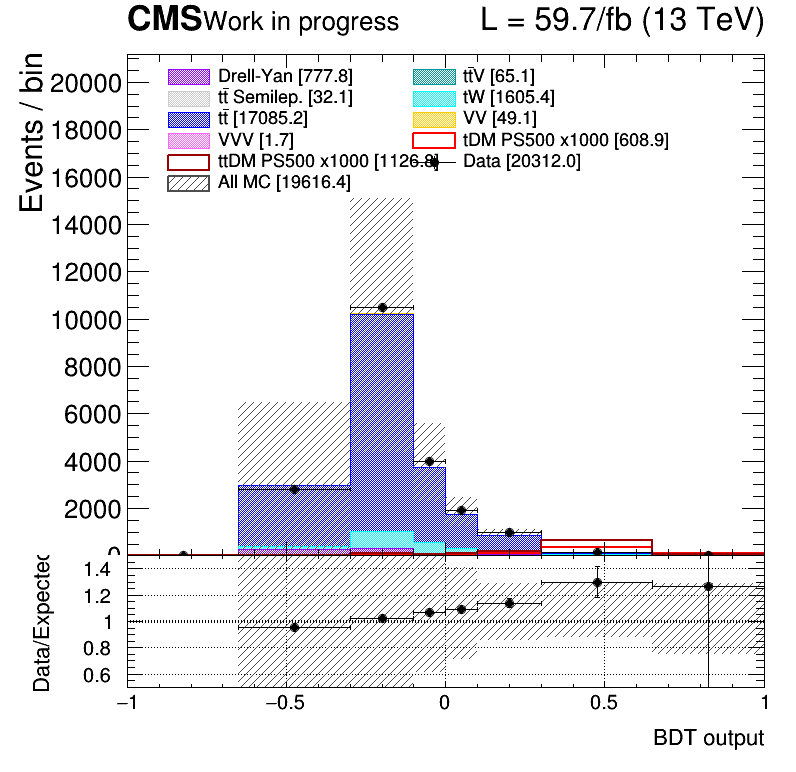 CMS Work in progress L = 59.7/fb (13 TeV)
Events / bin
Drell-Yan [777.8] tt̄V [65.1]
tt̄ Semilep. [32.1] tW [1605.4]
tt̄ [17085.2] VV [49.1]
VVV [1.7] tDM PS500 x1000 [608.9]
ttDM PS500 x1000 [1126.8] Data [20312.0]
All MC [19616.4]
20000
18000
16000
14000
12000
10000
8000
6000
4000
2000
0
Data/Expected
1.4
1.2
1
0.8
0.6
−1 −0.5 0 0.5 1
BDT output